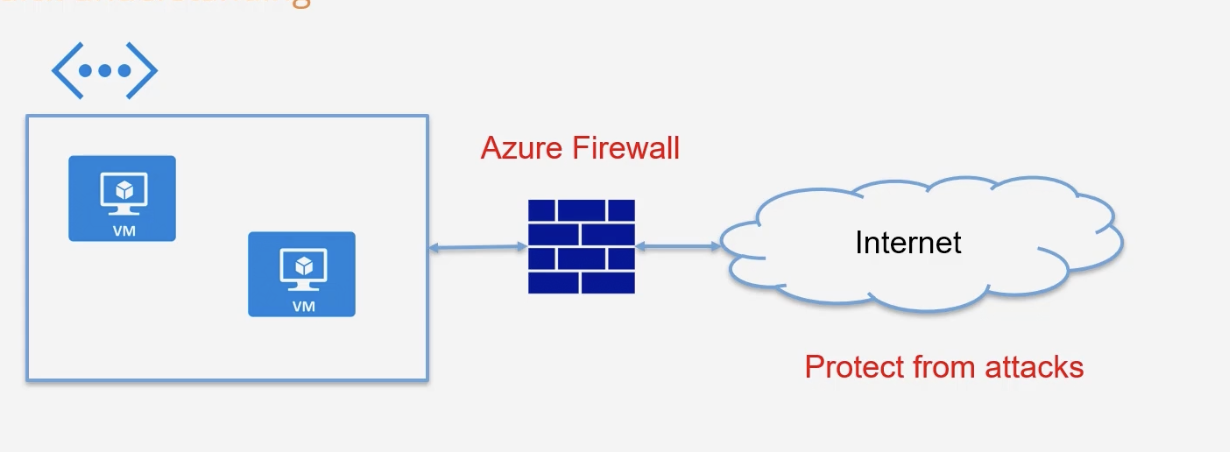 Azure Firewall
VM
VM
Internet
Protect from attacks